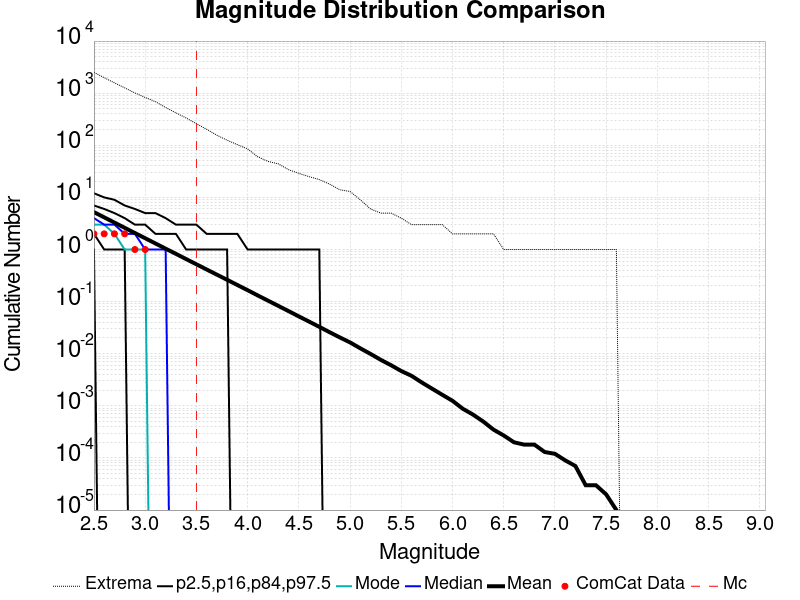 Magnitude Distribution Comparison
10^4
10^3
10^2
10^1
10^0
10^-1
10^-2
10^-3
10^-4
10^-5
Cumulative Number
2.5 3.0 3.5 4.0 4.5 5.0 5.5 6.0 6.5 7.0 7.5 8.0 8.5 9.0
Magnitude
Extrema p2.5,p16,p84,p97.5 Mode Median Mean ComCat Data Mc